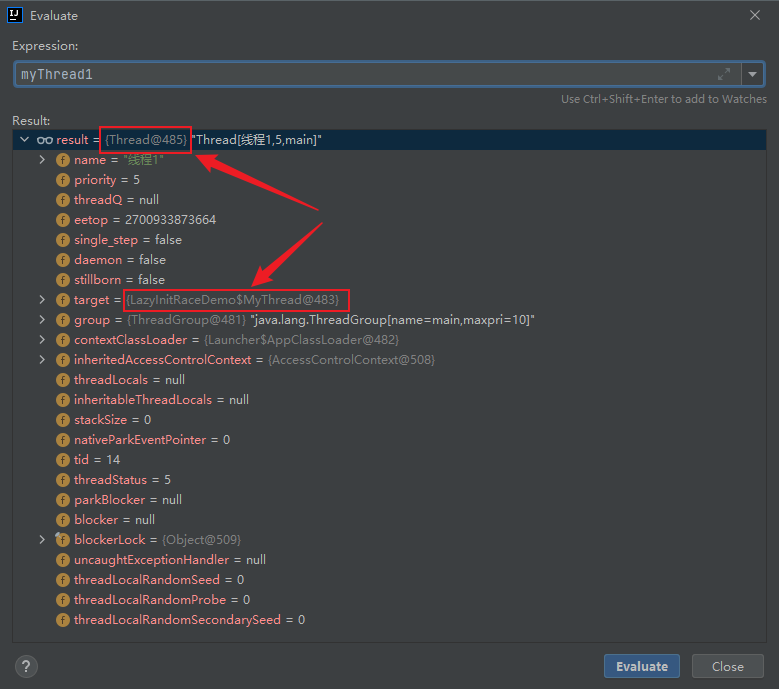 Evaluate
Expression:
myThread1
Use Ctrl+Shift+Enter to add to Watches
Result:
result = {Thread@485} "Thread[线程1,5,main]"
name = "线程1"
priority = 5
threadQ = null
eetop = 2700933873664
single_step = false
daemon = false
stillborn = false
target = {LazyInitRaceDemo$MyThread@483}
group = {ThreadGroup@481} "java.lang.ThreadGroup[name=main,maxpri=10]"
contextClassLoader = {Launcher$AppClassLoader@482}
inheritedAccessControlContext = {AccessControlContext@508}
threadLocals = null
inheritableThreadLocals = null
stackSize = 0
nativeParkEventPointer = 0
tid = 14
threadStatus = 5
parkBlocker = null
blocker = null
blockerLock = {Object@509}
uncaughtExceptionHandler = null
threadLocalRandomSeed = 0
threadLocalRandomProbe = 0
threadLocalRandomSecondarySeed = 0
? Evaluate Close